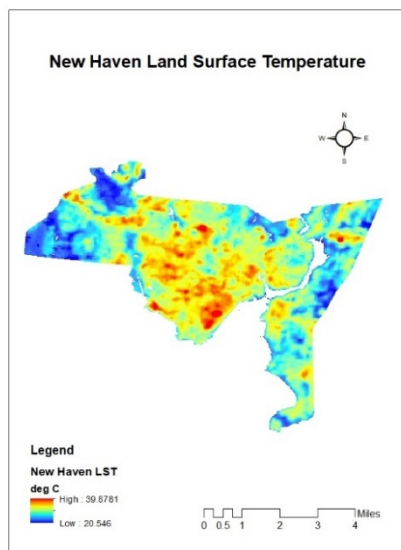 New Haven Land Surface Temperature
N
W E
S
Legend
New Haven LST
deg C
High : 39.8781
Low : 20.546
Miles
0 0.5 1 2 3 4